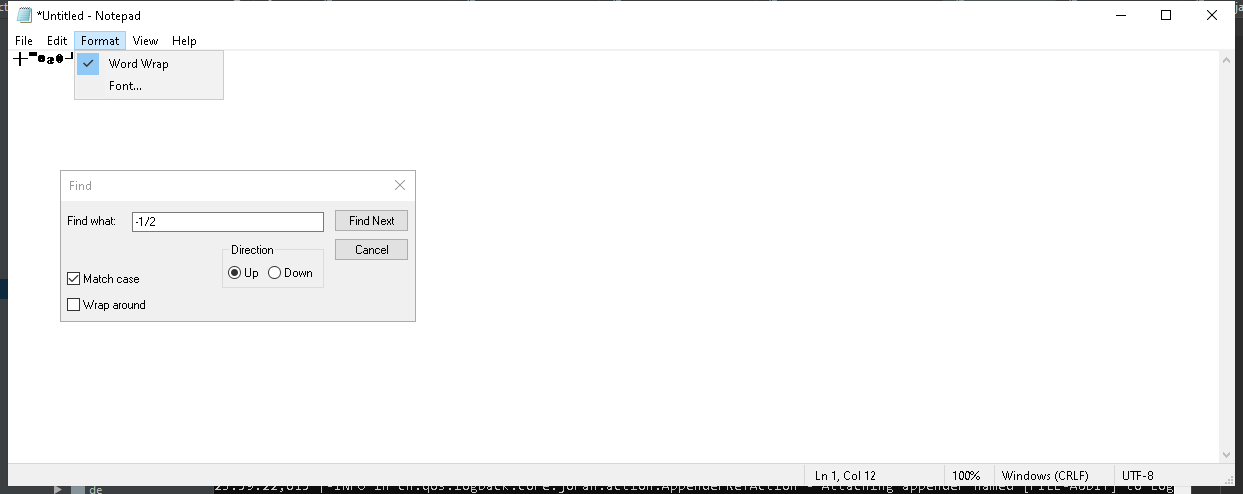 *Untitled - Notepad
File Edit Format View Help
Word Wrap
Font...
Find
Find what: -1/2 Find Next
Direction Cancel
Match case Up Down
Wrap around
Ln 1, Col 12 100% Windows (CRLF) UTF-8
de